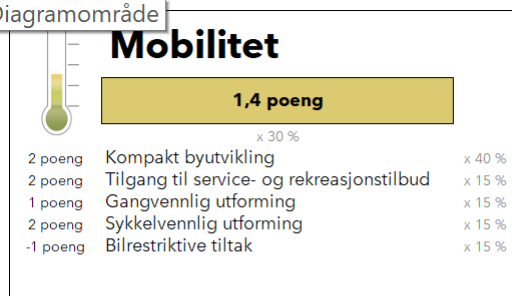 Diagramområde
Mobilitet
1,4 poeng
x 30 %
2 poeng Kompakt byutvikling x 40 %
2 poeng Tilgang til service- og rekreasjonstilbud x 15 %
1 poeng Gangvennlig utforming x 15 %
2 poeng Sykkelvennlig utforming x 15 %
-1 poeng Bilrestriktive tiltak x 15 %